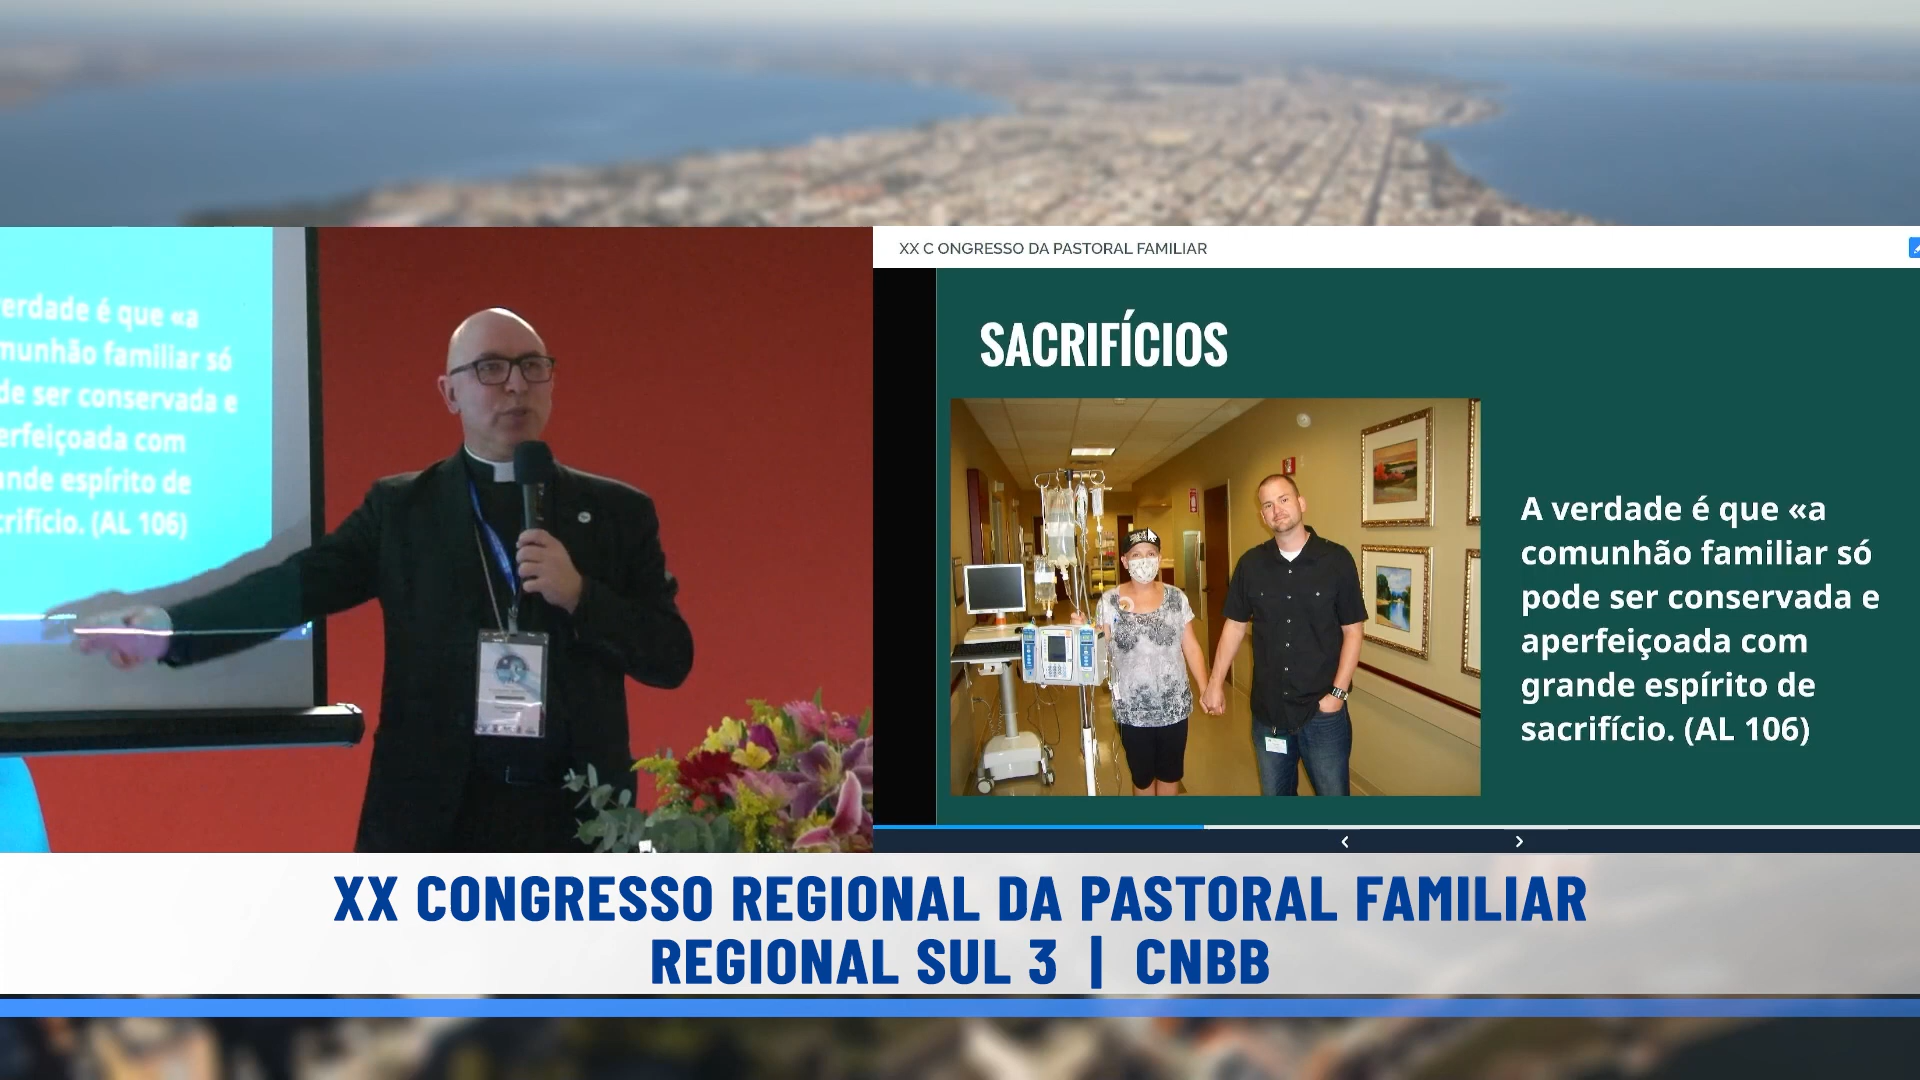 erdade é que «a
munhão familiar só
de ser conservada e
erfeiçoada com
ande espírito de
crifício. (AL 106)
XX C ONGRESSO DA PASTORAL FAMILIAR
SACRIFÍCIOS
A verdade é que «a
comunhão familiar só
pode ser conservada e
aperfeiçoada com
grande espírito de
sacrifício. (AL 106)
XX CONGRESSO REGIONAL DA PASTORAL FAMILIAR
REGIONAL SUL 3 | CNBB